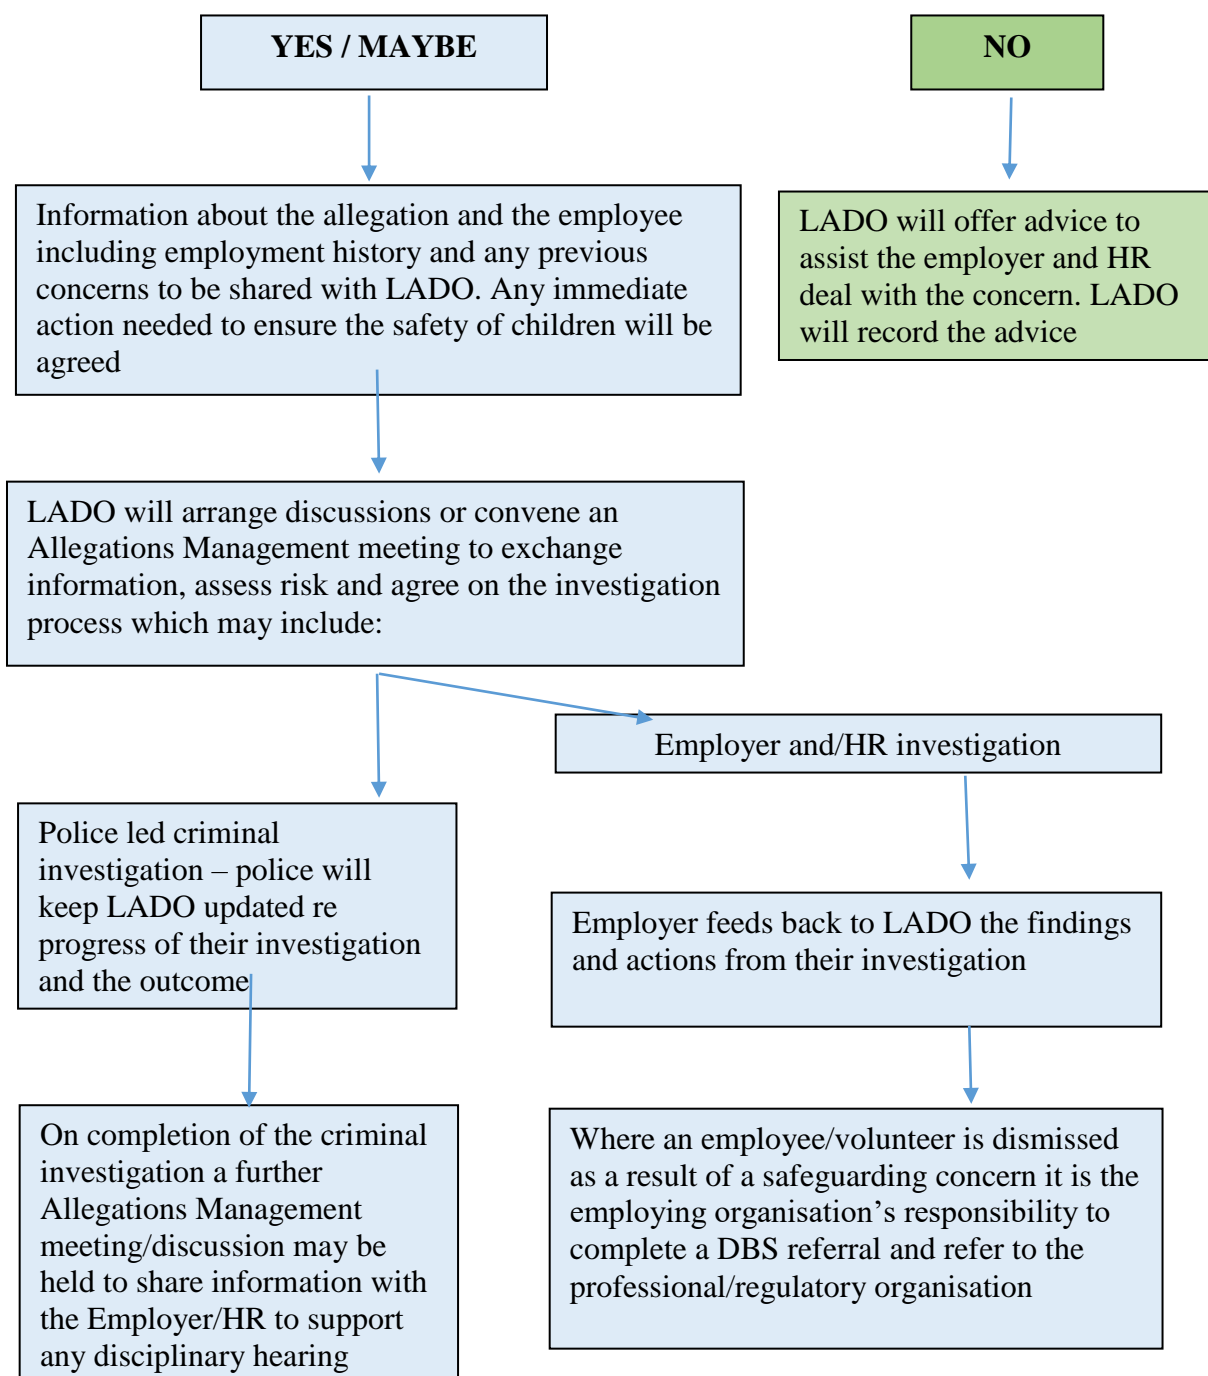 YES / MAYBE
NO
Information about the allegation and the employee
including employment history and any previous
concerns to be shared with LADO. Any immediate
action needed to ensure the safety of children will be
agreed
LADO will offer advice to
assist the employer and HR
deal with the concern. LADO
will record the advice
LADO will arrange discussions or convene an
Allegations Management meeting to exchange
information, assess risk and agree on the investigation
process which may include:
Employer and/HR investigation
Police led criminal
investigation – police will
keep LADO updated re
progress of their investigation
and the outcome
Employer feeds back to LADO the findings
and actions from their investigation
On completion of the criminal
investigation a further
Allegations Management
meeting/discussion may be
held to share information with
the Employer/HR to support
any disciplinary hearing
Where an employee/volunteer is dismissed
as a result of a safeguarding concern it is the
employing organisation’s responsibility to
complete a DBS referral and refer to the
professional/regulatory organisation